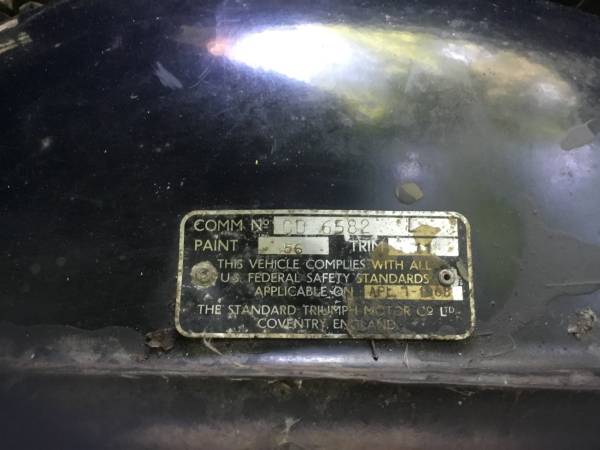 COMM Nº CD 6582
PAINT 56 TRIM
THIS VEHICLE COMPLIES WITH ALL
U.S. FEDERAL SAFETY STANDARDS
APPLICABLE ON
THE STANDARD TRIUMPH MOTOR Cº LTD.
COVENTRY, ENGLAND.